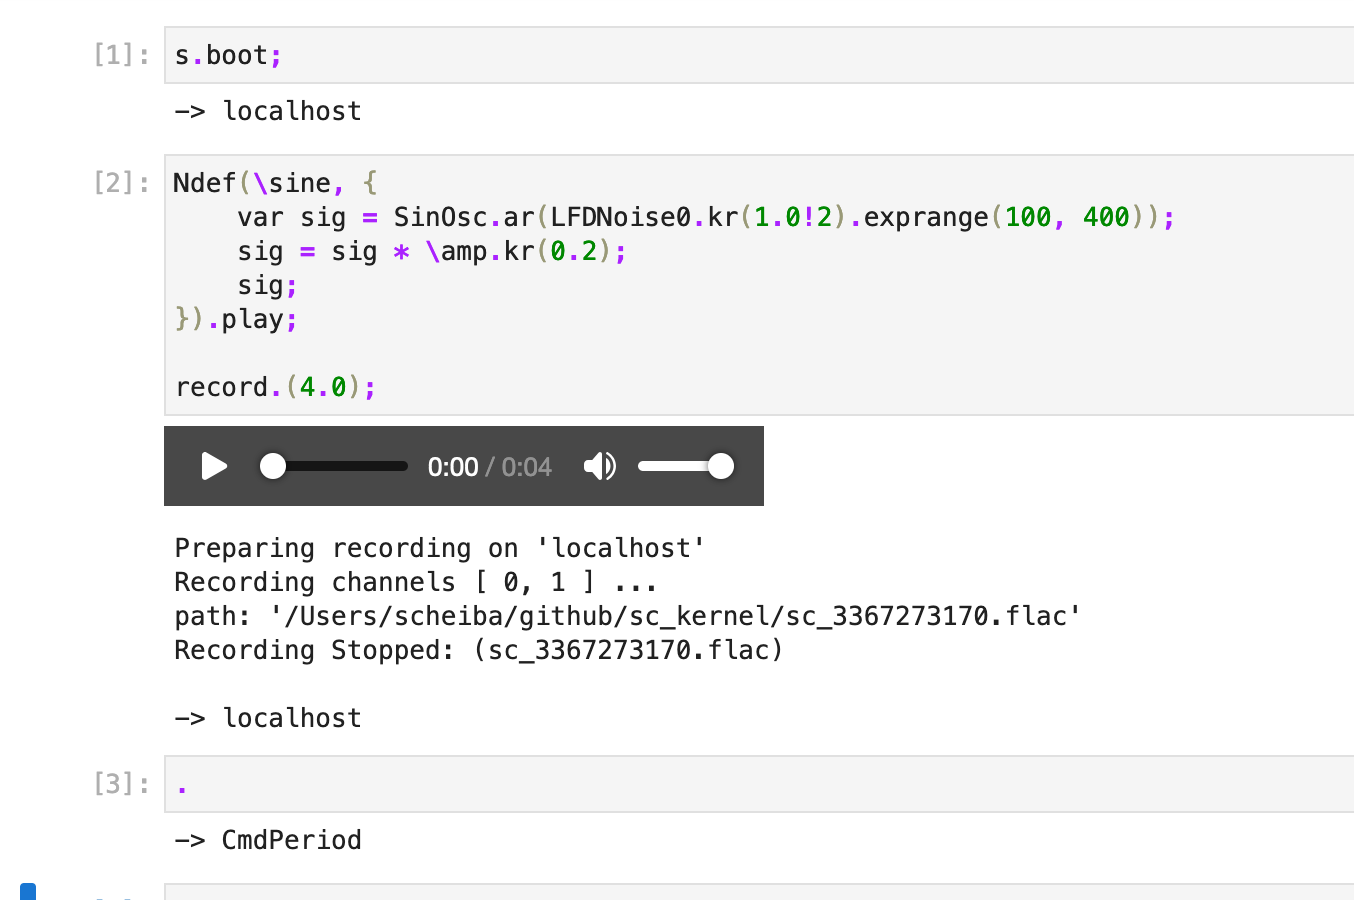 [1]: s.boot;
-> localhost
[2]: Ndef(\sine, {
    var sig = SinOsc.ar(LFDNoise0.kr(1.0!2).exprange(100, 400));
    sig = sig * \amp.kr(0.2);
    sig;
}).play;
record.(4.0);
0:00 / 0:04
Preparing recording on 'localhost'
Recording channels [ 0, 1 ] ...
path: '/Users/scheiba/github/sc_kernel/sc_3367273170.flac'
Recording Stopped: (sc_3367273170.flac)
-> localhost
[3]: .
-> CmdPeriod